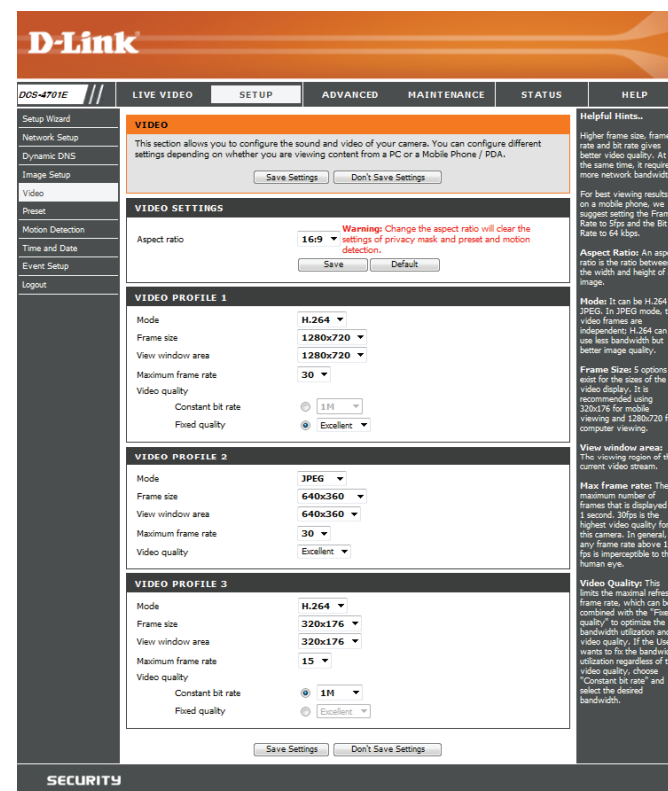 D-Link
DCS-4701E
LIVE VIDEO SETUP ADVANCED MAINTENANCE STATUS HELP
Setup Wizard
Network Setup
Dynamic DNS
Image Setup
Video
Preset
Motion Detection
Time and Date
Event Setup
Logout
VIDEO
This section allows you to configure the sound and video of your camera. You can configure different
settings depending on whether you are viewing content from a PC or a Mobile Phone / PDA.
Save Settings Don't Save Settings
VIDEO SETTINGS
Aspect ratio 16:9 Warning: Change the aspect ratio will clear the
settings of privacy mask and preset and motion
detection.
Save Default
VIDEO PROFILE 1
Mode H.264
Frame size 1280x720
View window area 1280x720
Maximum frame rate 30
Video quality
Constant bit rate 1M
Fixed quality Excellent
VIDEO PROFILE 2
Mode JPEG
Frame size 640x360
View window area 640x360
Maximum frame rate 30
Video quality Excellent
VIDEO PROFILE 3
Mode H.264
Frame size 320x176
View window area 320x176
Maximum frame rate 15
Video quality
Constant bit rate 1M
Fixed quality Excellent
Save Settings Don't Save Settings
Helpful Hints..
Higher frame size, frame
rate and bit rate gives
better video quality. At
the same time, it require
more network bandwidt
For best viewing results
on a mobile phone, we
suggest setting the Fram
Rate to 5fps and the Bit
Rate to 64 kbps.
Aspect Ratio: An aspe
ratio is the ratio betwee
the width and height of
image.
Mode: It can be H.264
JPEG. In JPEG mode, t
video frames are
independent; H.264 can
use less bandwidth but
better image quality.
Frame Size: 5 options
exist for the sizes of the
video display. It is
recommended using
320x176 for mobile
viewing and 1280x720 f
computer viewing.
View window area:
The viewing region of th
current video stream.
Max frame rate: The
maximum number of
frames that is displayed
1 second. 30fps is the
highest video quality for
this camera. In general,
any frame rate above 1
fps is imperceptible to th
human eye.
Video Quality: This
limits the maximal refres
frame rate, which can be
combined with the "Fixe
quality" to optimize the
bandwidth utilization and
video quality. If the Use
wants to fix the bandwid
utilization regardless of t
video quality, choose
"Constant bit rate" and
select the desired
bandwidth.
SECURITY